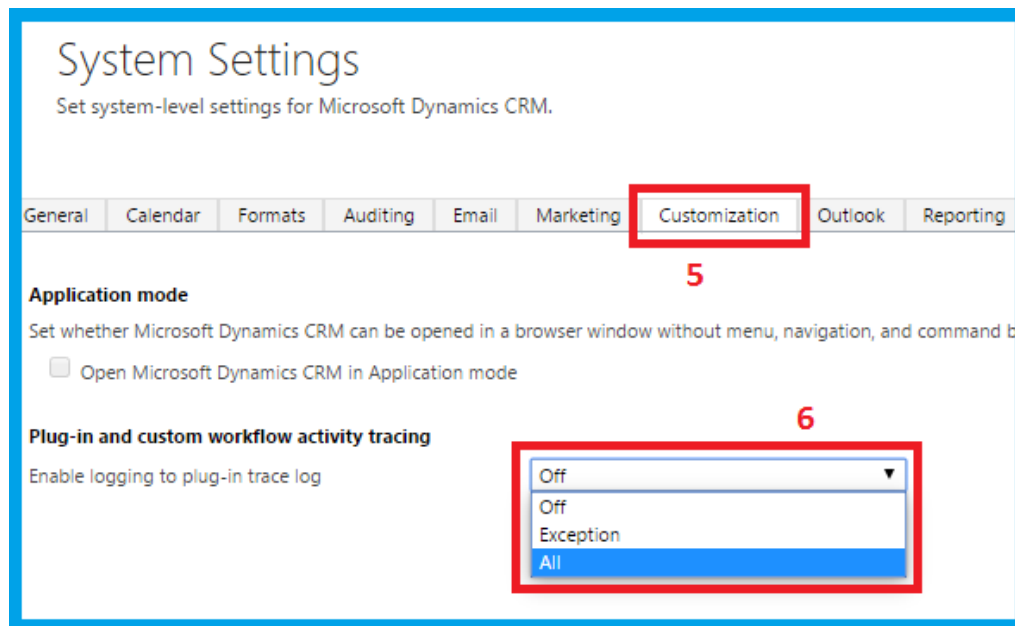 System Settings
Set system-level settings for Microsoft Dynamics CRM.
General Calendar Formats Auditing Email Marketing Customization Outlook Reporting
5
Application mode
Set whether Microsoft Dynamics CRM can be opened in a browser window without menu, navigation, and command
Open Microsoft Dynamics CRM in Application mode
6
Plug-in and custom workflow activity tracing
Enable logging to plug-in trace log Off
Off
Exception
All